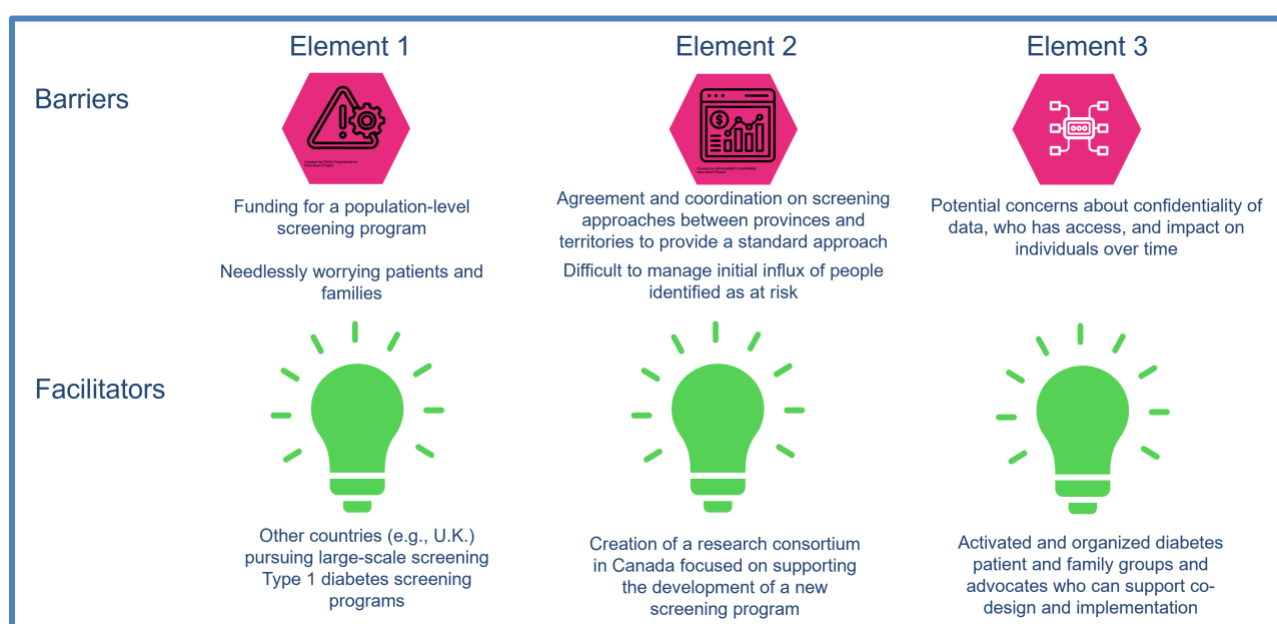 Element 1
Element 2
Element 3
Barriers
Funding for a population-level
screening program
Needlessly worrying patients and
families
Agreement and coordination on screening
approaches between provinces and
territories to provide a standard approach
Difficult to manage initial influx of people
identified as at risk
Potential concerns about confidentiality of
data, who has access, and impact on
individuals over time
Facilitators
Other countries (e.g., U.K.)
pursuing large-scale screening
Type 1 diabetes screening
programs
Creation of a research consortium
in Canada focused on supporting
the development of a new
screening program
Activated and organized diabetes
patient and family groups and
advocates who can support co-
design and implementation